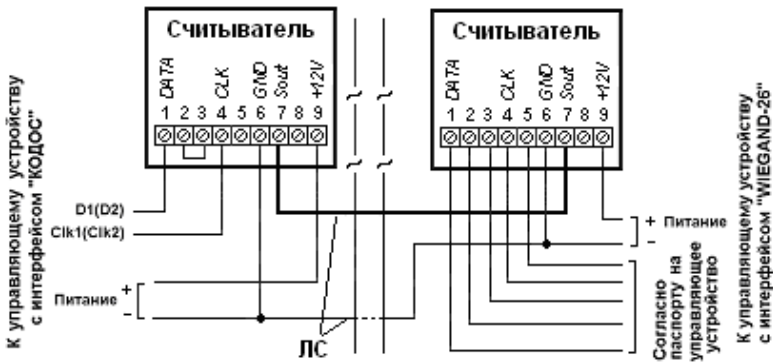 К управляющему устройству
с интерфейсом "КОДОС"
Считыватель
DATA CLK GND Sout +12V
1 2 3 4 5 6 7 8 9
D1(D2)
Clk1(Clk2)
Питание + −
ЛС
Считыватель
DATA CLK GND Sout +12V
1 2 3 4 5 6 7 8 9
+ Питание
−
Согласно
паспорту на
управляющее
устройство
К управляющему устройству
с интерфейсом "WIEGAND-26"